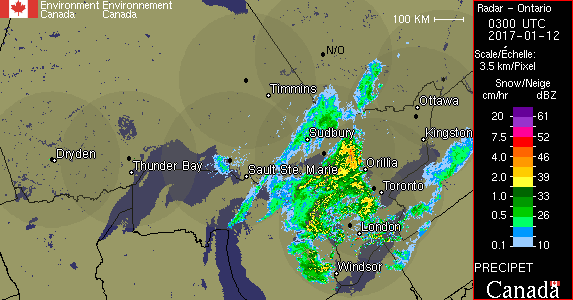 Environment Environnement
Canada Canada
100 KM
N/O
Timmins
Ottawa
Sudbury
Kingston
Dryden
Thunder Bay
Sault Ste. Marie
Orillia
Toronto
London
Windsor
Radar - Ontario
0300 UTC
2017-01-12
Scale/Échelle:
3.5 km/Pixel
Snow/Neige
cm/hr dBZ
20 61
7.5 52
4.0 46
2.0 39
1.0 33
0.5 26
0.1 10
PRECIPET
Canada